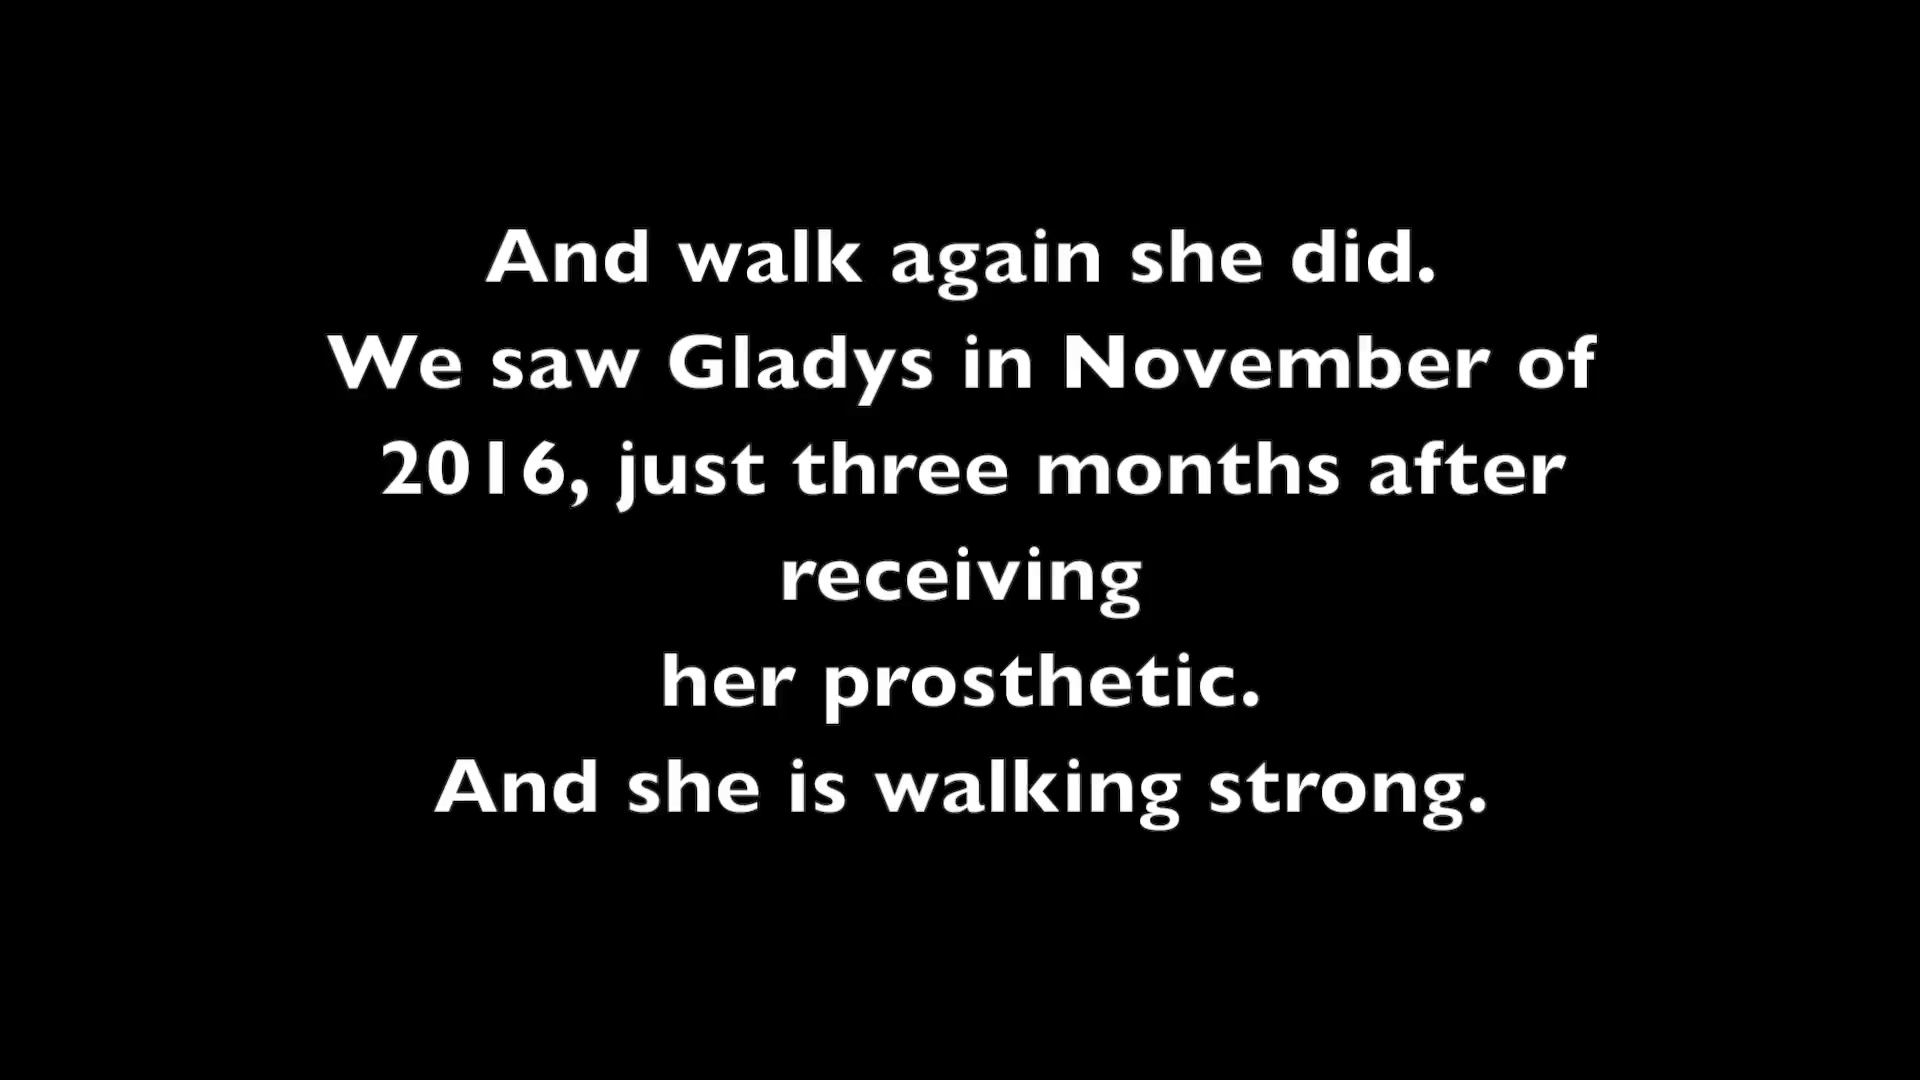 And walk again she did.
We saw Gladys in November of
2016, just three months after
receiving
her prosthetic.
And she is walking strong.